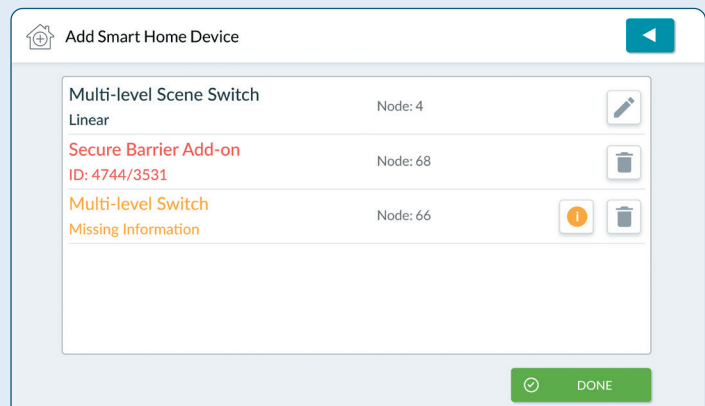 Add Smart Home Device
Multi-level Scene Switch
Linear
Node: 4
Secure Barrier Add-on
ID: 4744/3531
Node: 68
Multi-level Switch
Missing Information
Node: 66
i
DONE